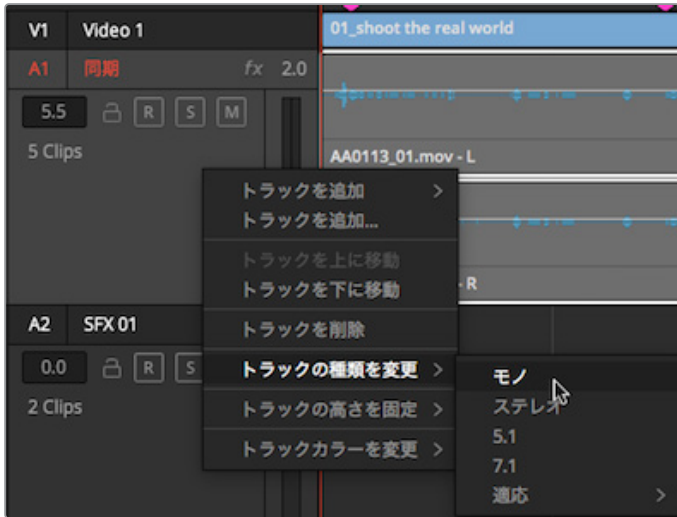 V1 Video 1 01_shoot the real world
A1 同期 fx 2.0
5.5 R S M
5 Clips
AA0113_01.mov - L
トラックを追加 >
トラックを追加...
トラックを上に移動
トラックを下に移動
- R
A2 SFX 01
トラックを削除
0.0 R S
トラックの種類を変更 >
モノ
2 Clips
トラックの高さを固定 >
ステレオ
5.1
トラックカラーを変更 >
7.1
適応 >